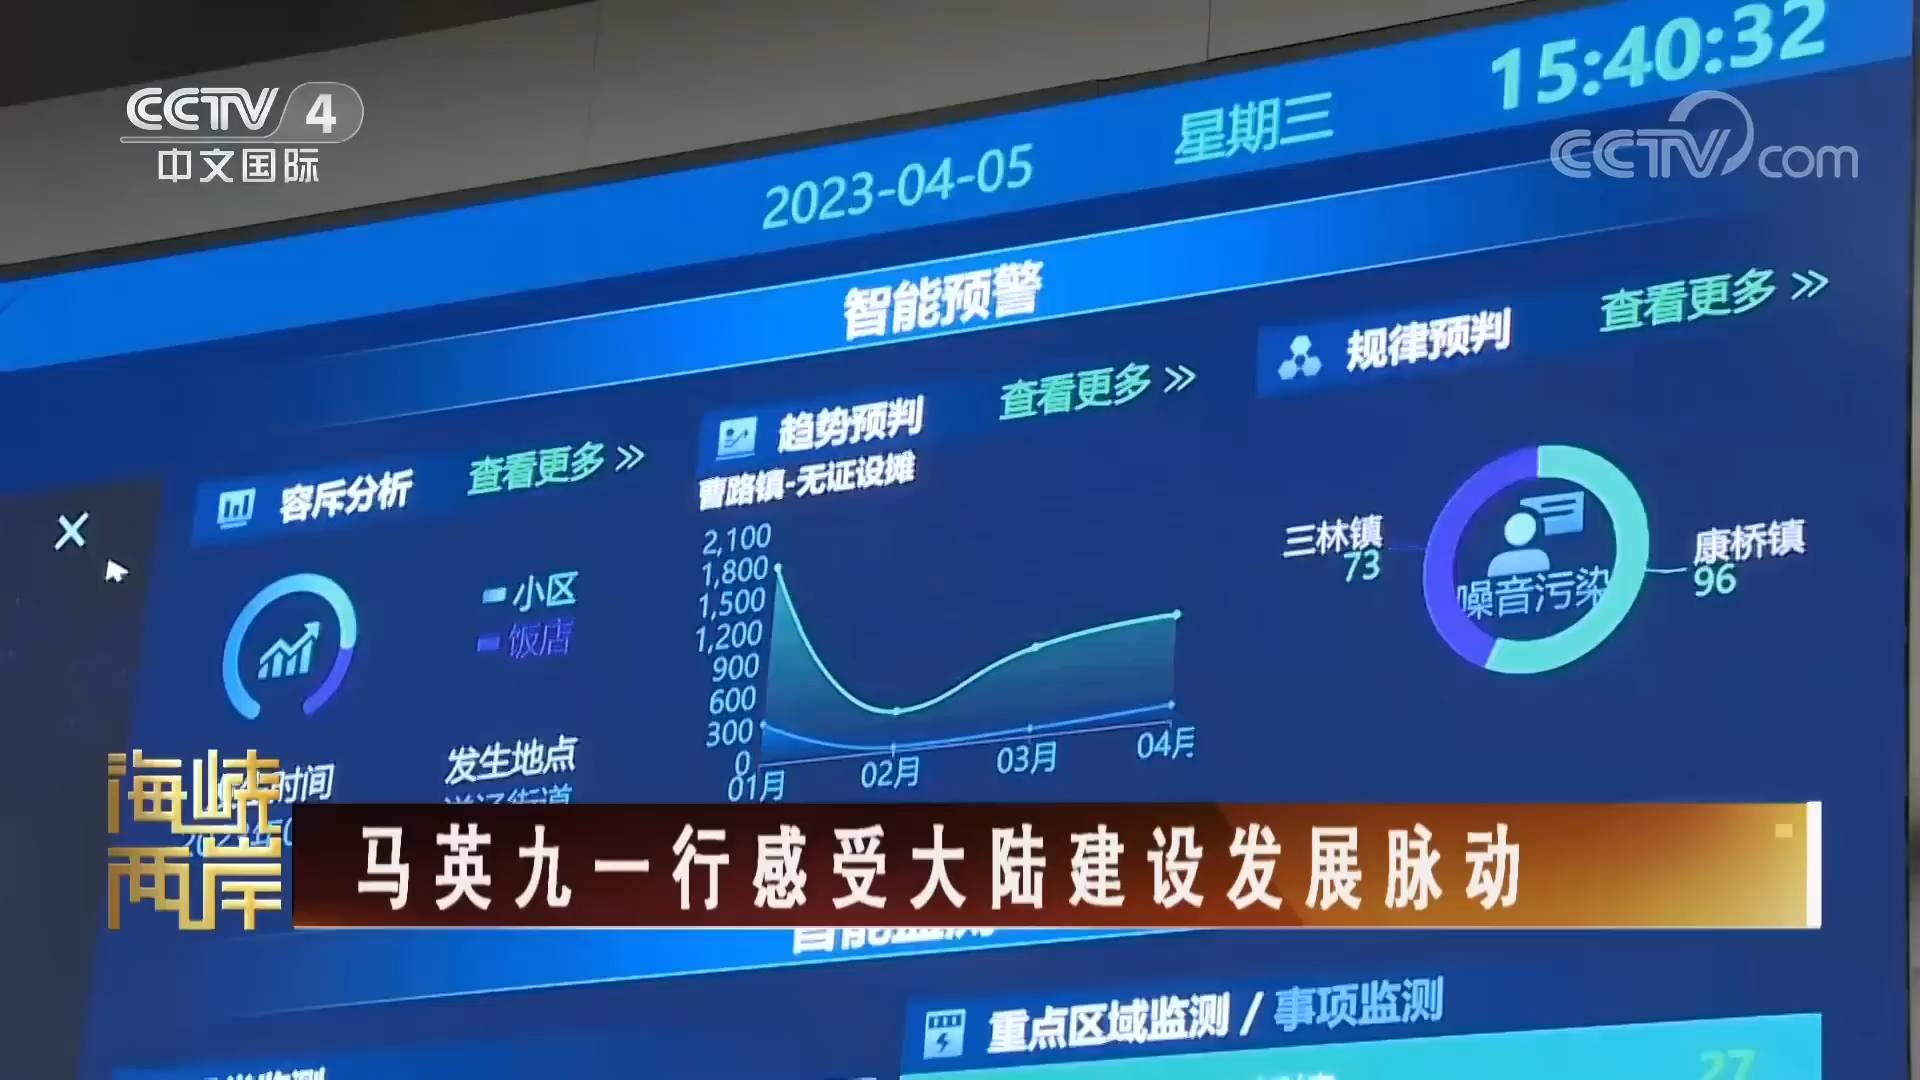 CCTV 4
中文国际
CCTV com
2023-04-05
星期三
15:40:32
智能预警
容斥分析
查看更多 >>
小区
饭店
时间
发生地点
趋势预判
查看更多 >>
曹路镇-无证设摊
2,100
1,800
1,500
1,200
900
600
300
0
01月
02月
03月
04月
规律预判
查看更多 >>
三林镇
73
噪音污染
康桥镇
96
海峡
两岸
马英九一行感受大陆建设发展脉动
重点区域监测 / 事项监测
27